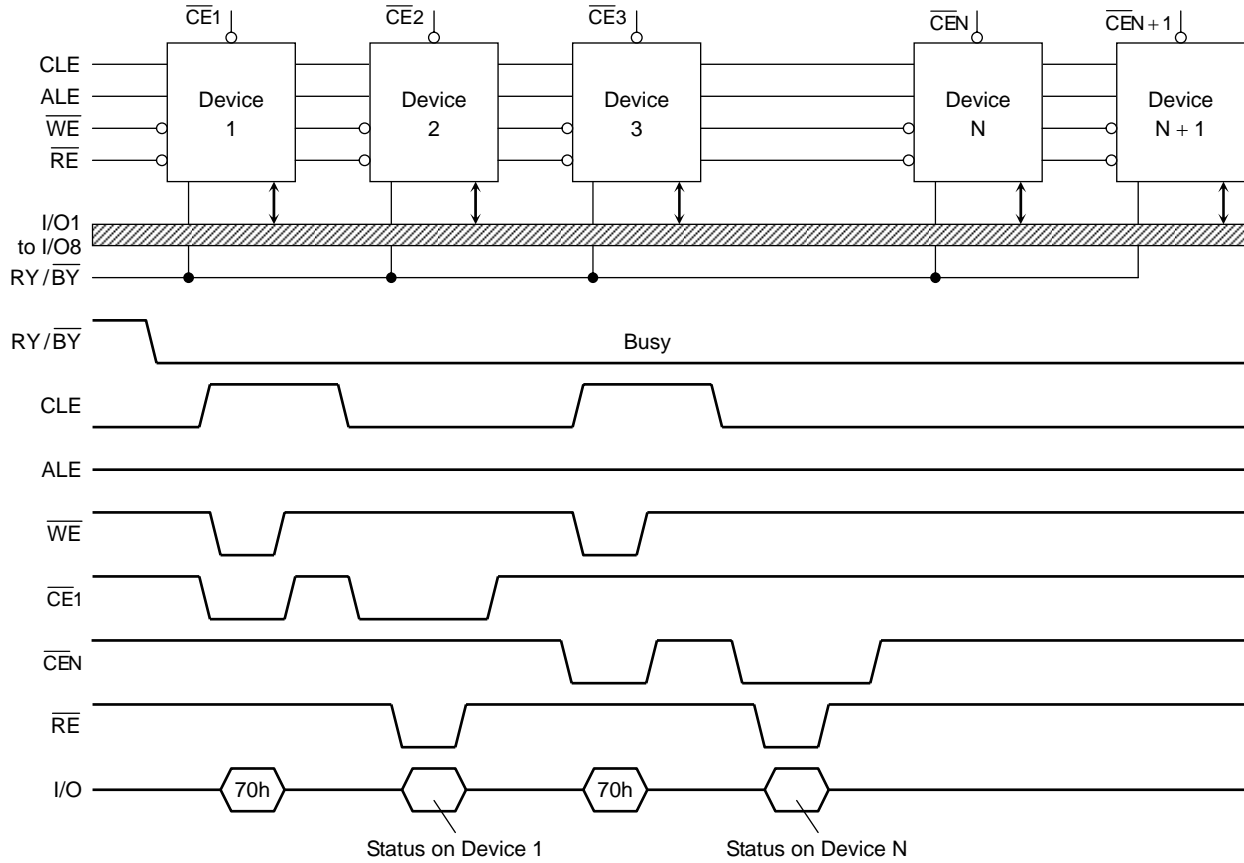 CE1 CE2 CE3 CEN CEN + 1
CLE
ALE
WE
RE
Device 1
Device 2
Device 3
Device N
Device N + 1
I/O1 to I/O8
RY/BY
RY/BY
Busy
CLE
ALE
WE
CE1
CEN
RE
I/O
70h
70h
Status on Device 1
Status on Device N